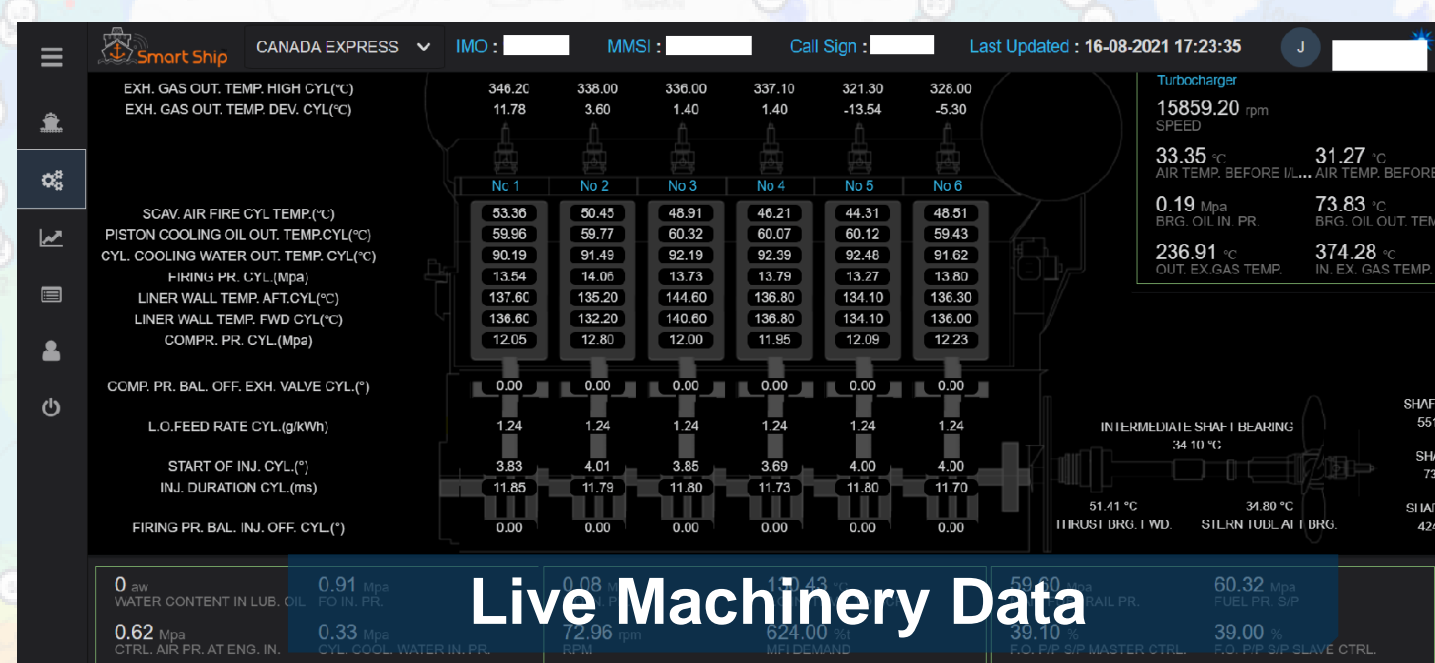 Smart Ship CANADA EXPRESS IMO : MMSI : Call Sign : Last Updated : 16-08-2021 17:23:35 J
EXH. GAS OUT. TEMP. HIGH CYL(°C) 346.20 338.00 336.00 337.10 321.30 328.00
EXH. GAS OUT. TEMP. DEV. CYL(°C) 11.78 3.60 1.40 1.40 -13.54 -5.30
No 1 No 2 No 3 No 4 No 5 No 6
SCAV. AIR FIRE CYL TEMP.(°C) 53.36 50.45 48.91 46.21 44.31 48.51
PISTON COOLING OIL OUT. TEMP.CYL(°C) 59.96 59.77 60.32 60.07 60.12 59.43
CYL. COOLING WATER OUT. TEMP. CYL(°C) 90.19 91.49 92.19 92.39 92.48 91.62
FIRING PR. CYL.(Mpa) 13.54 14.06 13.73 13.79 13.27 13.80
LINER WALL TEMP. AFT.CYL(°C) 137.60 135.20 144.60 136.80 134.10 136.30
LINER WALL TEMP. FWD CYL(°C) 136.60 132.20 140.60 136.80 134.10 136.00
COMPR. PR. CYL.(Mpa) 12.05 12.80 12.00 11.95 12.09 12.23
COMP. PR. BAL. OFF. EXH. VALVE CYL.(°) 0.00 0.00 0.00 0.00 0.00 0.00
L.O.FEED RATE CYL.(g/kWh) 1.24 1.24 1.24 1.24 1.24 1.24
START OF INJ. CYL.(°) 3.83 4.01 3.85 3.69 4.00 4.00
INJ. DURATION CYL.(ms) 11.85 11.79 11.80 11.73 11.80 11.70
FIRING PR. BAL. INJ. OFF. CYL.(°) 0.00 0.00 0.00 0.00 0.00 0.00
Turbocharger
15859.20 rpm
SPEED
33.35 °C 31.27 °C
AIR TEMP. BEFORE I/L... AIR TEMP. BEFORE
0.19 Mpa 73.83 °C
BRG. OIL IN. PR. BRG. OIL OUT. TEM
236.91 °C 374.28 °C
OUT. EX.GAS TEMP. IN. EX. GAS TEMP.
INTERMEDIATE SHAFT BEARING
34.10 °C
51.41 °C 34.80 °C
THRUST BRG. FWD. STERN TUBE AFT BRG.
SHAF
551
SHA
73
SHAF
424
0 aw 0.91 Mpa 0.08 130.43 °C 59.60 Mpa 60.32 Mpa
WATER CONTENT IN LUB. OIL FO IN. PR. RAIL PR. FUEL PR. S/P
Live Machinery Data
0.62 Mpa 0.33 Mpa 72.96 rpm 624.00 39.10 % 39.00 %
CTRL. AIR PR. AT ENG. IN. CYL. COOL. WATER IN. PR. RPM MFI DEMAND F.O. P/P S/P MASTER CTRL. F.O. P/P S/P SLAVE CTRL.